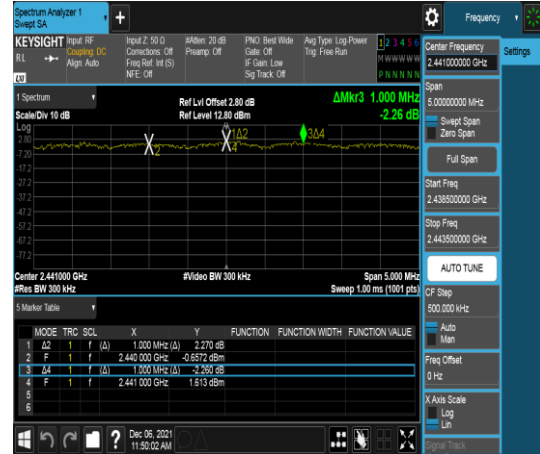 Spectrum Analyzer 1
Swept SA
+
Frequency
KEYSIGHT
RL
LXI
Input: RF
Coupling: DC
Align: Auto
Input Z: 50 Ω
Corrections: Off
Freq Ref: Int (S)
NFE: Off
#Atten: 20 dB
Preamp: Off
PNO: Best Wide
Gate: Off
IF Gain: Low
Sig Track: Off
Avg Type: Log-Power
Trig: Free Run
1 2 3 4 5 6
M W W W W W
P N N N N N
Center Frequency
2.441000000 GHz
Settings
Span
5.00000000 MHz
Swept Span
Zero Span
Full Span
Start Freq
2.438500000 GHz
Stop Freq
2.443500000 GHz
AUTO TUNE
CF Step
500.000 kHz
Auto
Man
Freq Offset
0 Hz
X Axis Scale
Log
Lin
Signal Track
1 Spectrum
Scale/Div 10 dB
Log
Ref Lvl Offset 2.80 dB
Ref Level 12.80 dBm
ΔMkr3 1.000 MHz
-2.26 dB
2.80
-7.20
-17.2
-27.2
-37.2
-47.2
-57.2
-67.2
-77.2
2
1Δ2
4
3Δ4
Center 2.441000 GHz
#Res BW 300 kHz
#Video BW 300 kHz
Span 5.000 MHz
Sweep 1.00 ms (1001 pts)
5 Marker Table
MODE TRC SCL X Y FUNCTION FUNCTION WIDTH FUNCTION VALUE
1 Δ2 1 f (Δ) 1.000 MHz (Δ) 2.270 dB
2 F 1 f 2.440 000 GHz -0.6572 dBm
3 Δ4 1 f (Δ) 1.000 MHz (Δ) -2.260 dB
4 F 1 f 2.441 000 GHz 1.613 dBm
5
6
?
Dec 06, 2021
11:50:02 AM